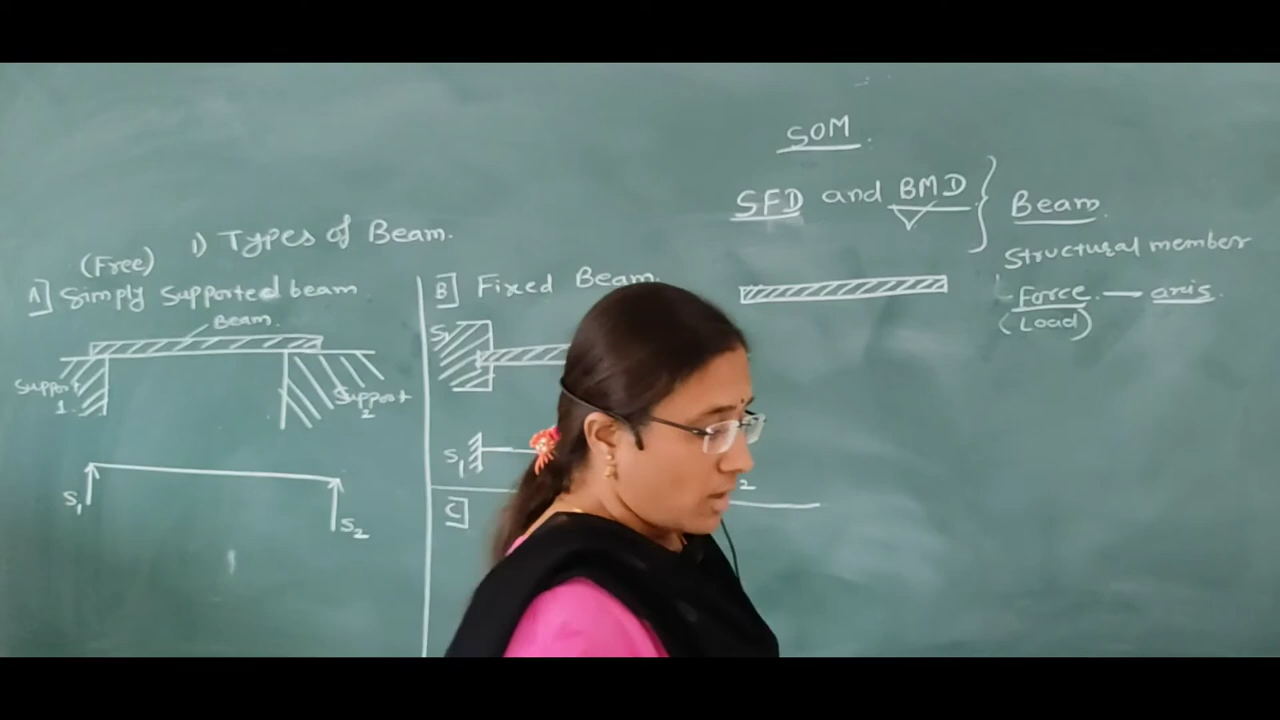 SOM.
SFD and BMD } Beam.
Structural member
Force — axis.
(Load)
1) Types of Beam.
(Free)
A] Simply Supported beam
Beam.
Support
1.
Support
2
S1
S2
B] Fixed Beam.
S1
S1
2
C]